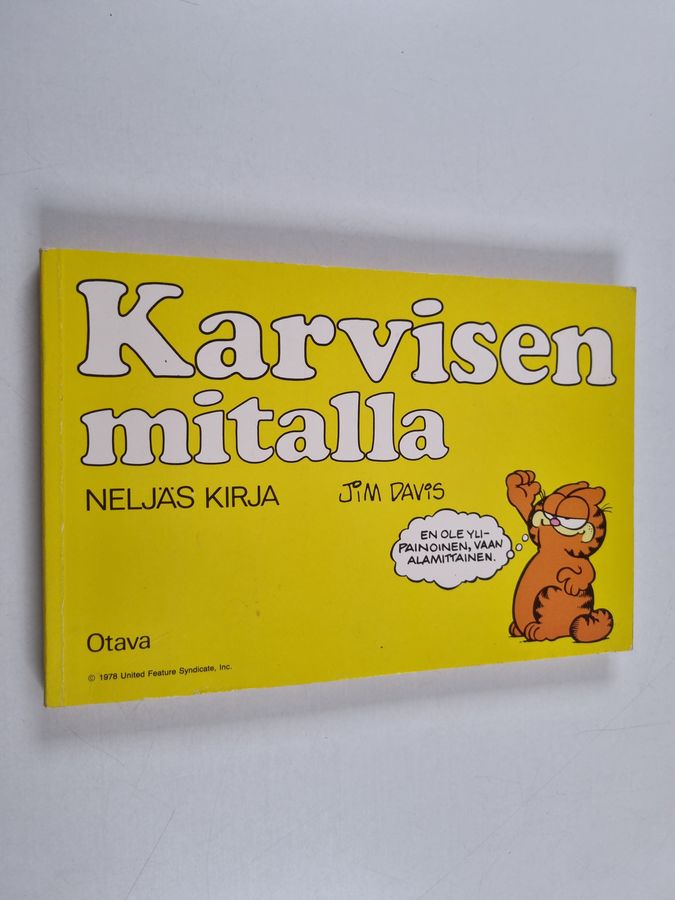 Karvisen
mitalla
NELJÄS KIRJA
JIM DAVIS
EN OLE YLI-
PAINOINEN, VAAN
ALAMITTAINEN.
Otava
© 1978 United Feature Syndicate, Inc.